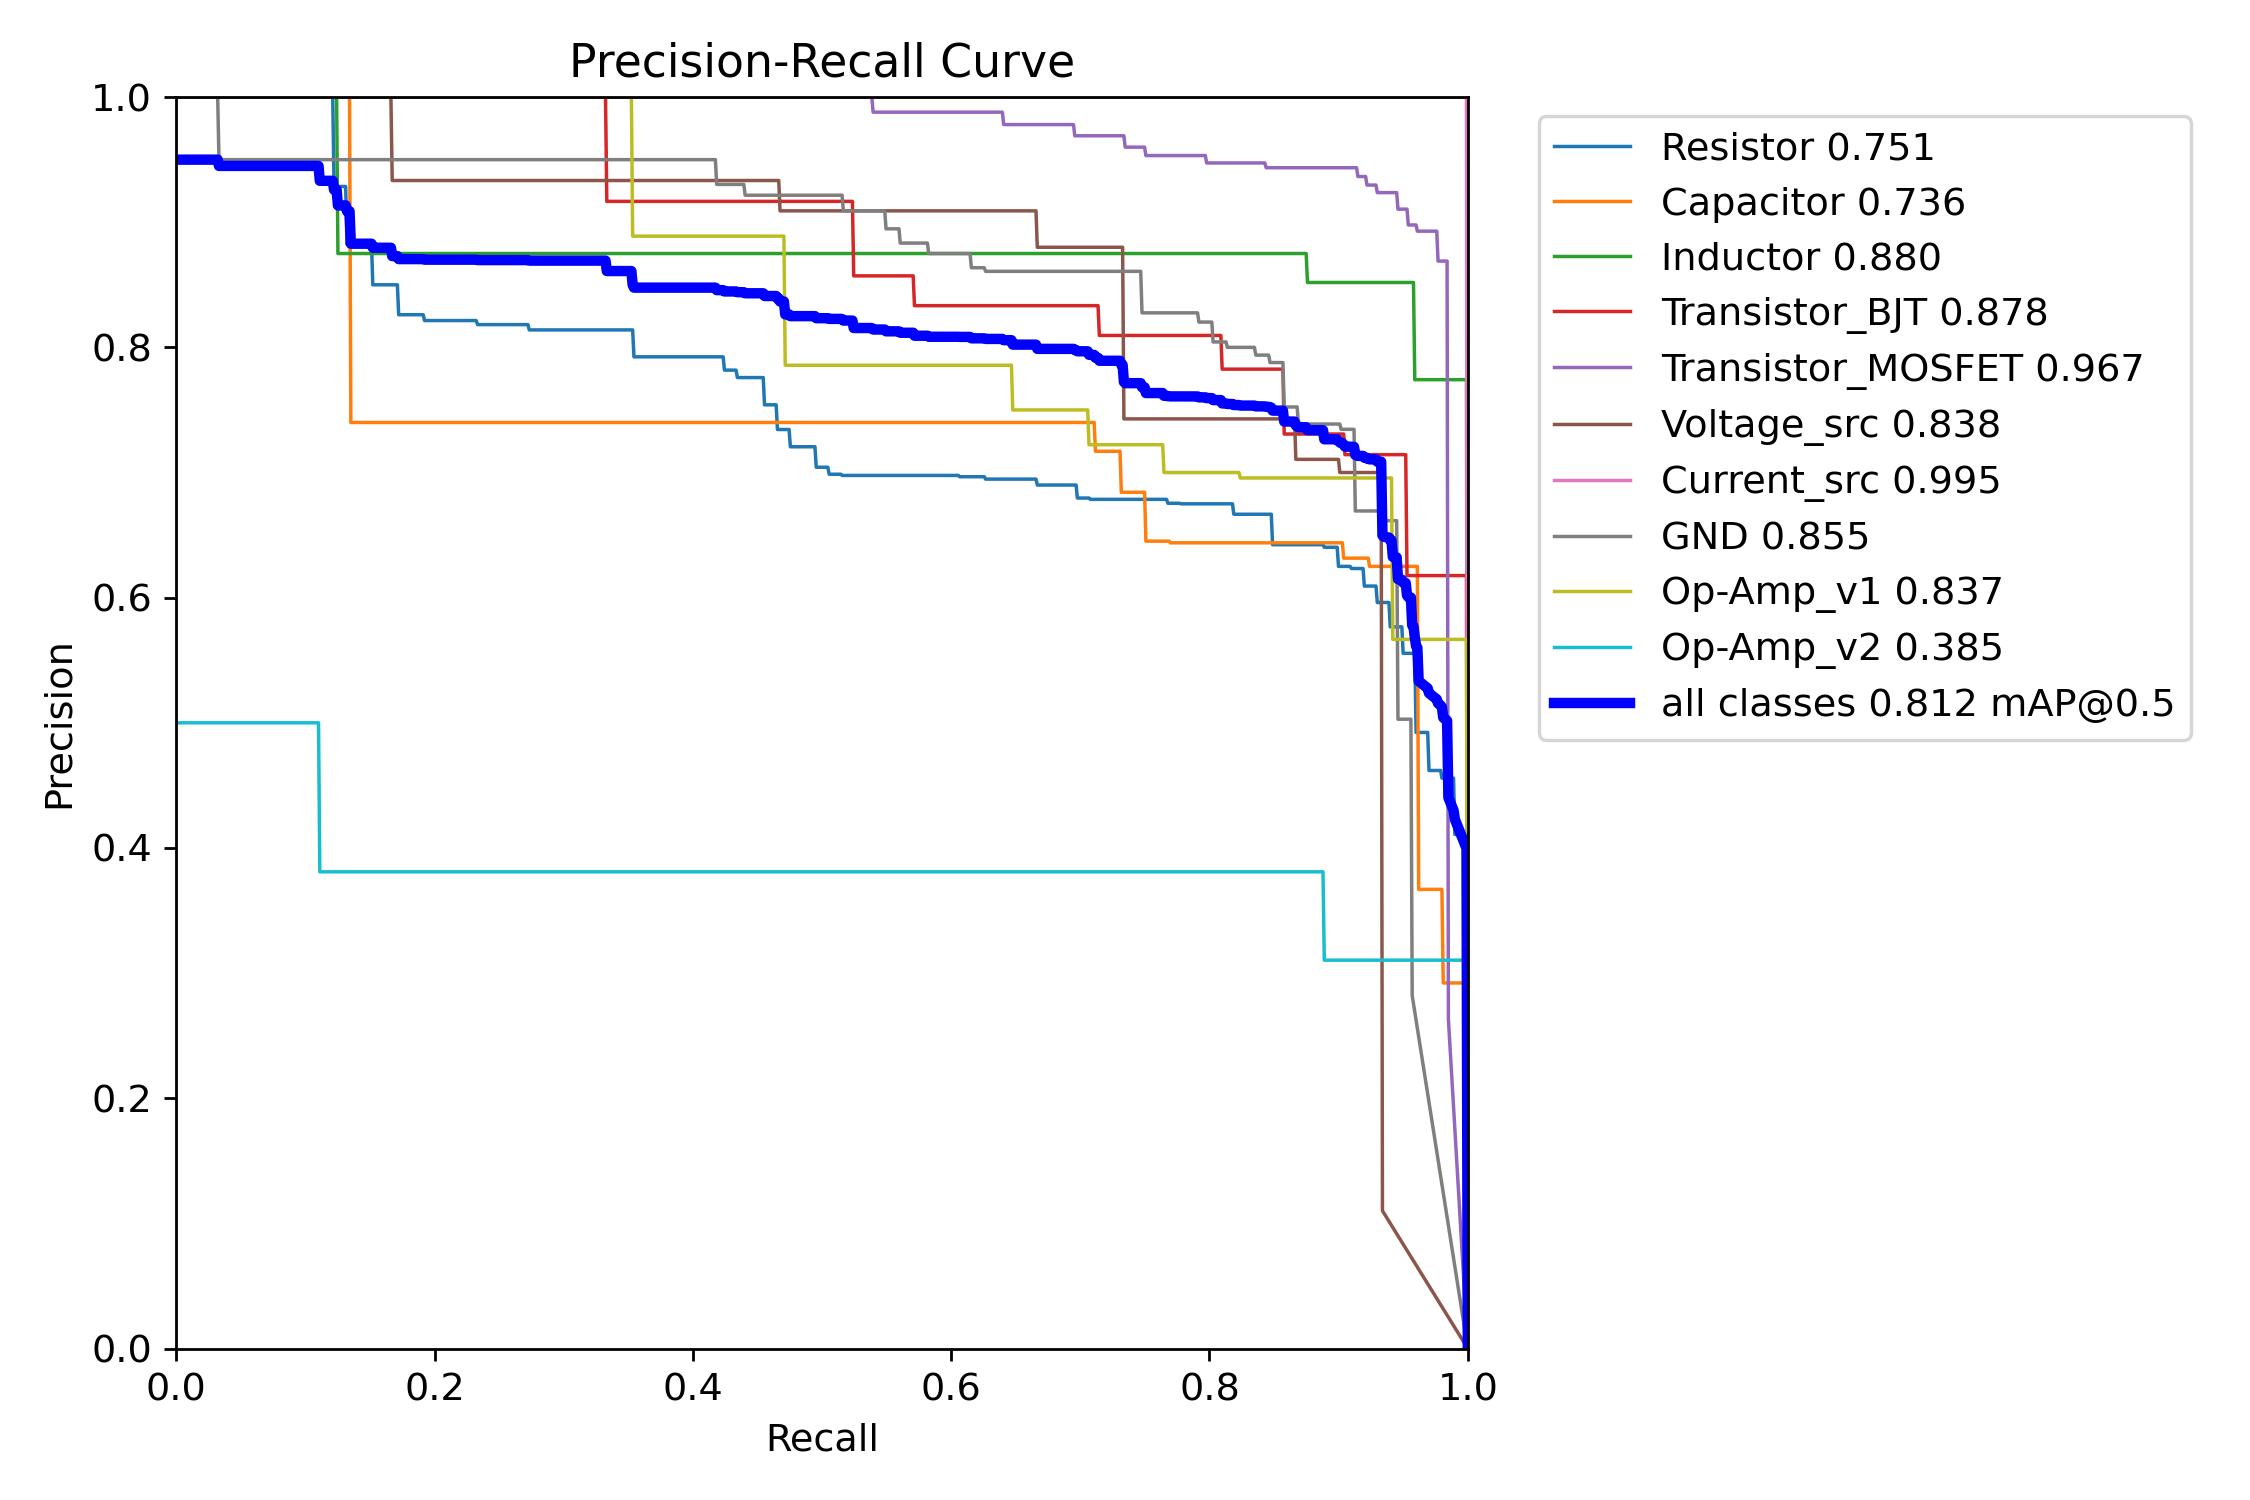 Precision-Recall Curve
1.0
0.8
0.6
0.4
0.2
0.0
Precision
0.0 0.2 0.4 0.6 0.8 1.0
Recall
Resistor 0.751
Capacitor 0.736
Inductor 0.880
Transistor_BJT 0.878
Transistor_MOSFET 0.967
Voltage_src 0.838
Current_src 0.995
GND 0.855
Op-Amp_v1 0.837
Op-Amp_v2 0.385
all classes 0.812 mAP@0.5